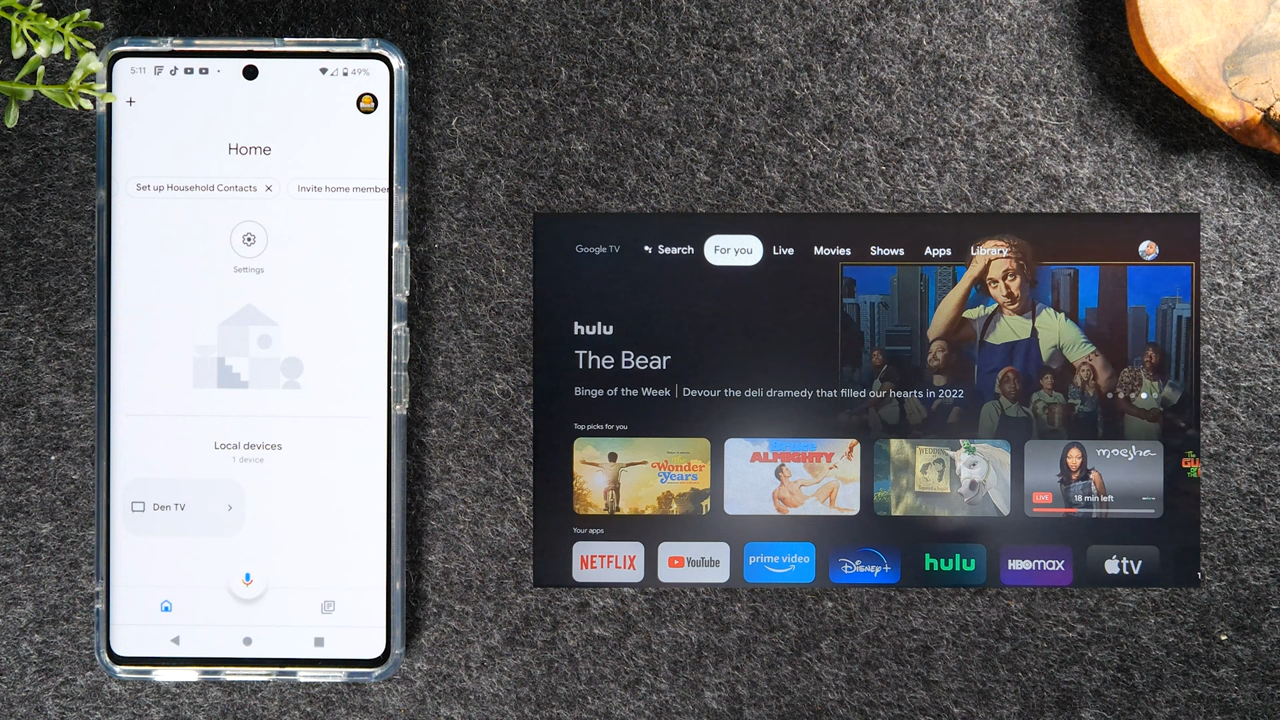 5:11
49%
+
Home
Set up Household Contacts ×
Invite home member
Settings
Local devices
1 device
Den TV
Google TV
Search
For you
Live
Movies
Shows
Apps
Library
hulu
The Bear
Binge of the Week | Devour the deli dramedy that filled our hearts in 2022
Top picks for you
The Wonder Years
BRUCE ALMIGHTY
WEDDING
moesha
LIVE
18 min left
Your apps
NETFLIX
YouTube
prime video
Disney+
hulu
HBOmax
tv